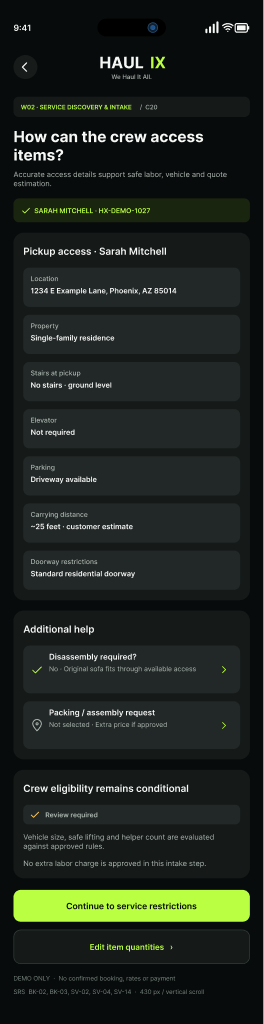 9:41
HAUL IX
We Haul It All.
W02 · SERVICE DISCOVERY & INTAKE / C20
How can the crew access
items?
Accurate access details support safe labor, vehicle and quote
estimation.
SARAH MITCHELL · HX-DEMO-1027
Pickup access · Sarah Mitchell
Location
1234 E Example Lane, Phoenix, AZ 85014
Property
Single-family residence
Stairs at pickup
No stairs · ground level
Elevator
Not required
Parking
Driveway available
Carrying distance
~25 feet · customer estimate
Doorway restrictions
Standard residential doorway
Additional help
Disassembly required?
No · Original sofa fits through available access
Packing / assembly request
Not selected · Extra price if approved
Crew eligibility remains conditional
Review required
Vehicle size, safe lifting and helper count are evaluated
against approved rules.
No extra labor charge is approved in this intake step.
Continue to service restrictions
Edit item quantities ›
DEMO ONLY · No confirmed booking, rates or payment
SRS BK-02, BK-03, SV-02, SV-04, SV-14 · 430 px / vertical scroll